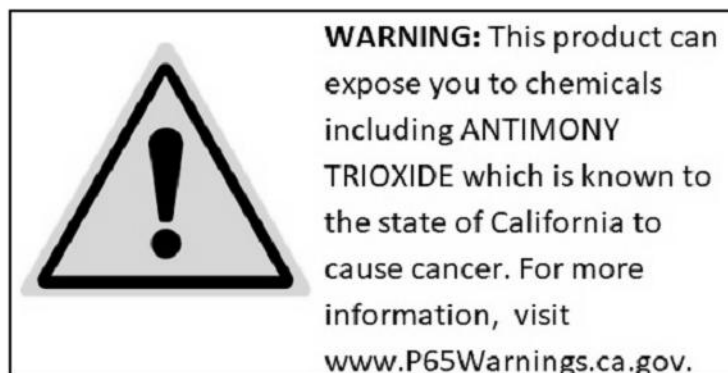 WARNING: This product can
expose you to chemicals
including ANTIMONY
TRIOXIDE which is known to
the state of California to
cause cancer. For more
information, visit
www.P65Warnings.ca.gov.